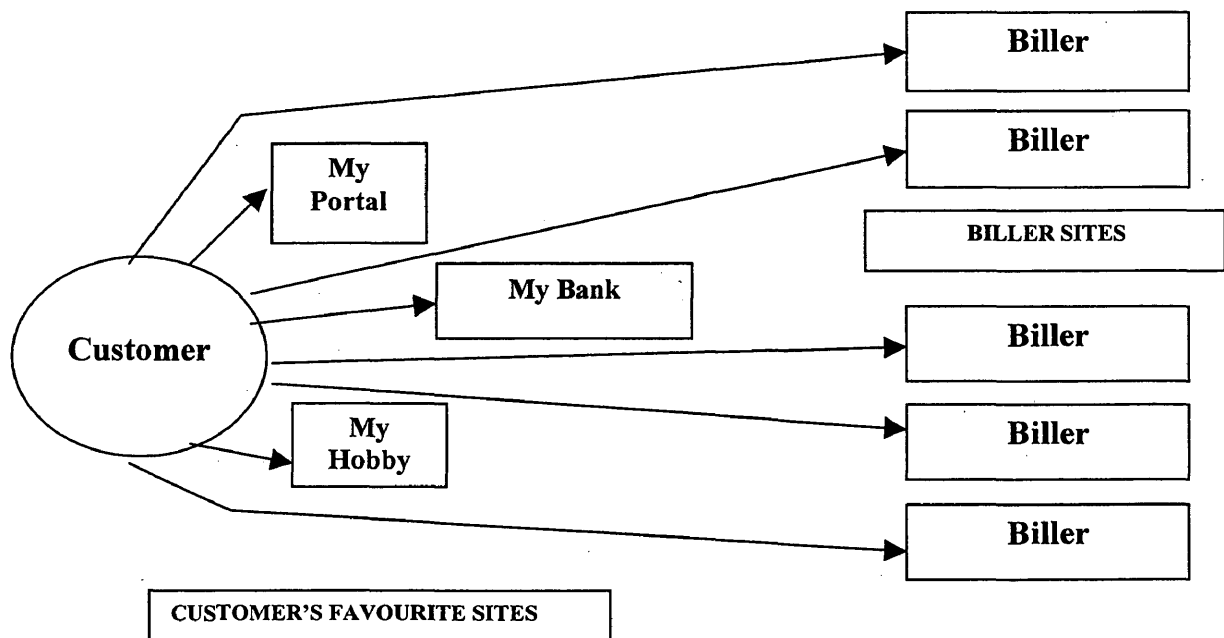 Biller
Biller
My
Portal
BILLER SITES
My Bank
Customer
Biller
My
Hobby
Biller
Biller
CUSTOMER'S FAVOURITE SITES